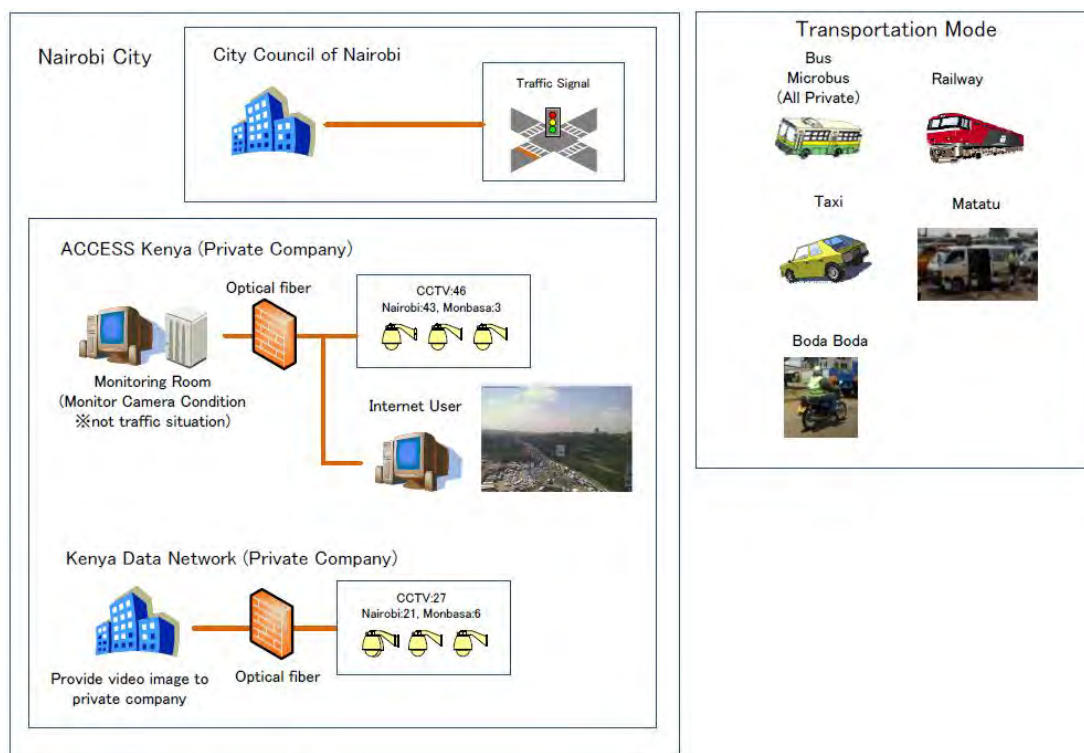 Nairobi City
City Council of Nairobi
Traffic Signal
ACCESS Kenya (Private Company)
Optical fiber
CCTV:46
Nairobi:43, Monbasa:3
Monitoring Room
(Monitor Camera Condition
※not traffic situation)
Internet User
Kenya Data Network (Private Company)
CCTV:27
Nairobi:21, Monbasa:6
Provide video image to
private company
Optical fiber
Transportation Mode
Bus
Microbus
(All Private)
Railway
Taxi
Matatu
Boda Boda